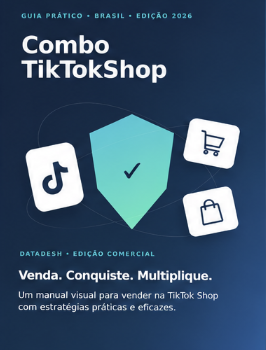 GUIA PRÁTICO • BRASIL • EDIÇÃO 2026
Combo
TikTokShop
DATADESH • EDIÇÃO COMERCIAL
Venda. Conquiste. Multiplique.
Um manual visual para vender na TikTok Shop
com estratégias práticas e eficazes.